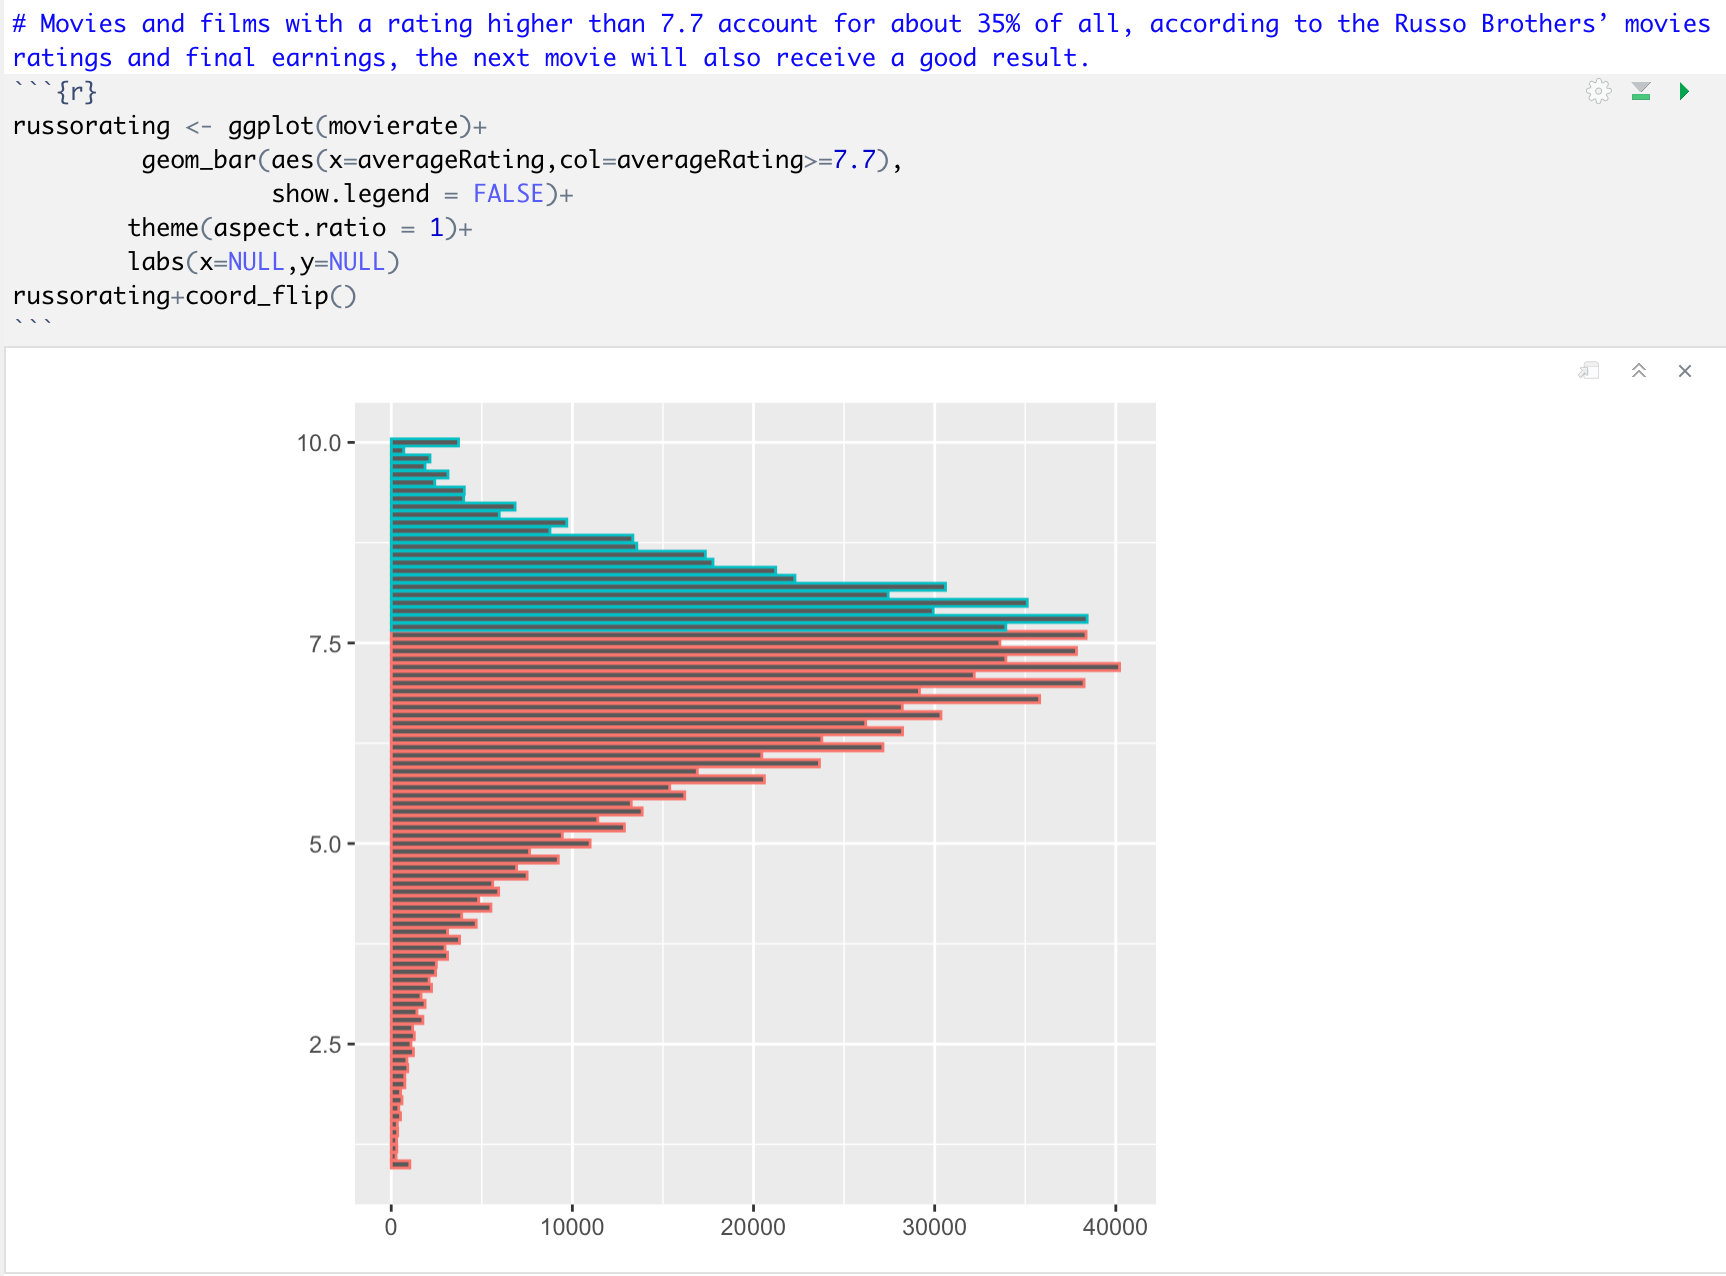 # Movies and films with a rating higher than 7.7 account for about 35% of all, according to the Russo Brothers’ movies
ratings and final earnings, the next movie will also receive a good result.
```{r}
russorating <- ggplot(movierate)+
         geom_bar(aes(x=averageRating,col=averageRating>=7.7),
                  show.legend = FALSE)+
        theme(aspect.ratio = 1)+
        labs(x=NULL,y=NULL)
russorating+coord_flip()
```
10.0
7.5
5.0
2.5
0 10000 20000 30000 40000